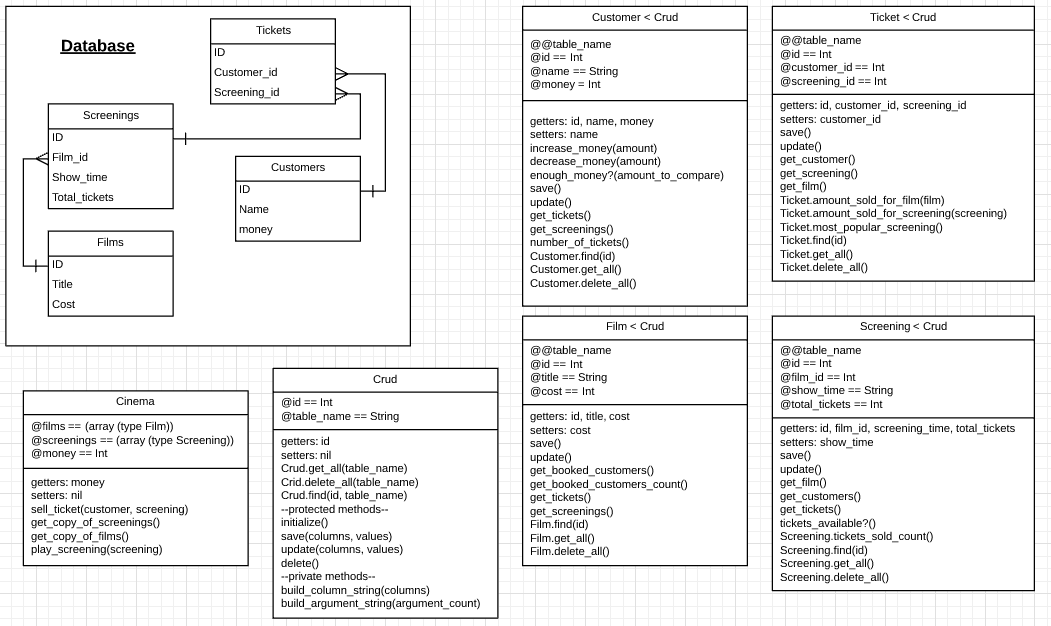 Database
Tickets
ID
Customer_id
Screening_id
Screenings
ID
Film_id
Show_time
Total_tickets
Customers
ID
Name
money
Films
ID
Title
Cost
Customer < Crud
@@table_name
@id == Int
@name == String
@money = Int
getters: id, name, money
setters: name
increase_money(amount)
decrease_money(amount)
enough_money?(amount_to_compare)
save()
update()
get_tickets()
get_screenings()
number_of_tickets()
Customer.find(id)
Customer.get_all()
Customer.delete_all()
Ticket < Crud
@@table_name
@id == Int
@customer_id == Int
@screening_id == Int
getters: id, customer_id, screening_id
setters: customer_id
save()
update()
get_customer()
get_screening()
get_film()
Ticket.amount_sold_for_film(film)
Ticket.amount_sold_for_screening(screening)
Ticket.most_popular_screening()
Ticket.find(id)
Ticket.get_all()
Ticket.delete_all()
Cinema
@films == (array (type Film))
@screenings == (array (type Screening))
@money == Int
getters: money
setters: nil
sell_ticket(customer, screening)
get_copy_of_screenings()
get_copy_of_films()
play_screening(screening)
Crud
@id == Int
@table_name == String
getters: id
setters: nil
Crud.get_all(table_name)
Crid.delete_all(table_name)
Crud.find(id, table_name)
--protected methods--
initialize()
save(columns, values)
update(columns, values)
delete()
--private methods--
build_column_string(columns)
build_argument_string(argument_count)
Film < Crud
@@table_name
@id == Int
@title == String
@cost == Int
getters: id, title, cost
setters: cost
save()
update()
get_booked_customers()
get_booked_customers_count()
get_tickets()
get_screenings()
Film.find(id)
Film.get_all()
Film.delete_all()
Screening < Crud
@@table_name
@id == Int
@film_id == Int
@show_time == String
@total_tickets == Int
getters: id, film_id, screening_time, total_tickets
setters: show_time
save()
update()
get_film()
get_customers()
get_tickets()
tickets_available?()
Screening.tickets_sold_count()
Screening.find(id)
Screening.get_all()
Screening.delete_all()